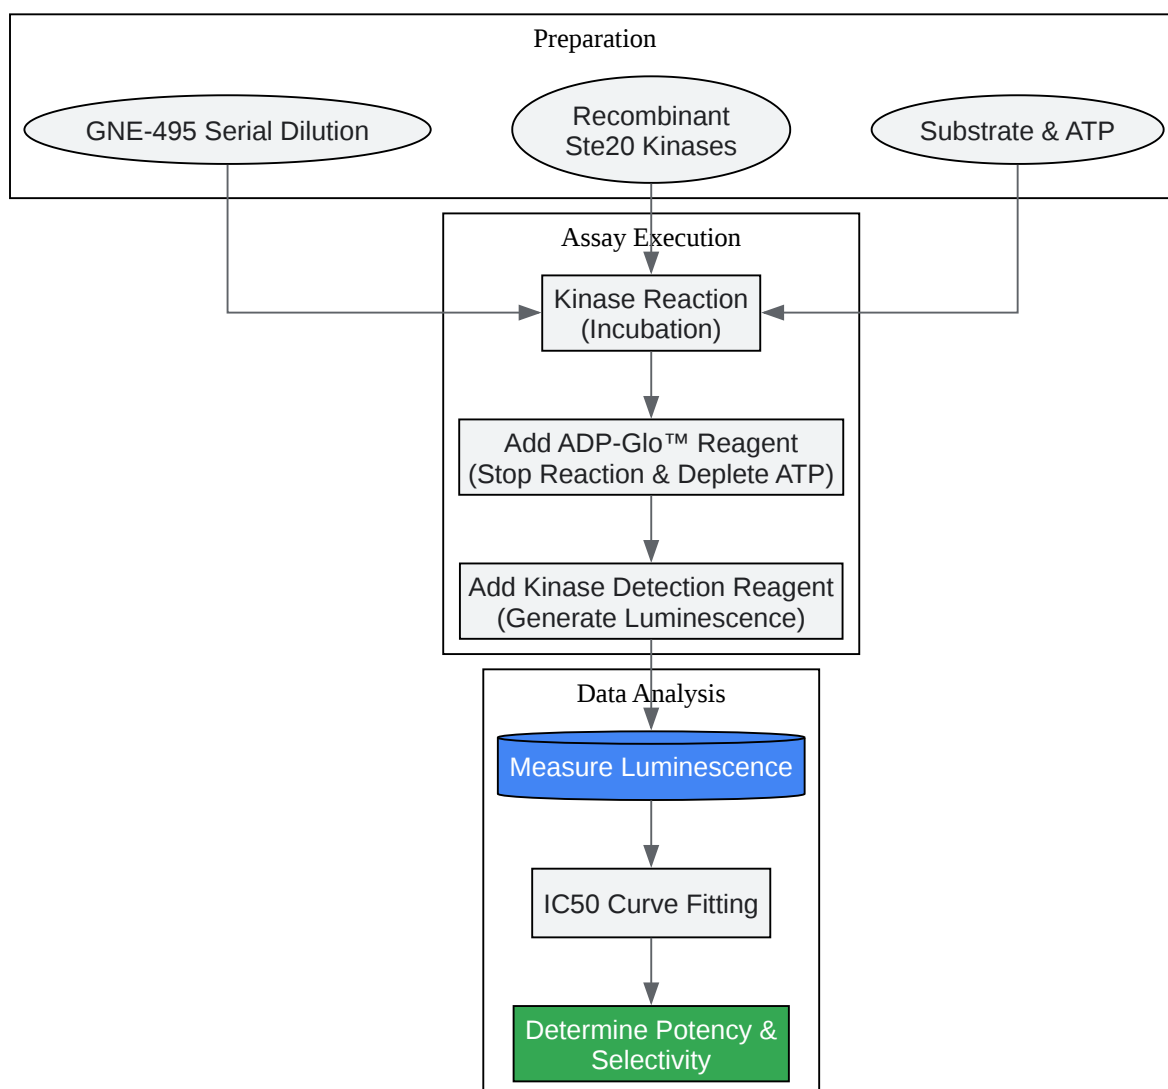 Preparation
GNE-495 Serial Dilution
Recombinant
Ste20 Kinases
Substrate & ATP
Assay Execution
Kinase Reaction
(Incubation)
Add ADP-Glo™ Reagent
(Stop Reaction & Deplete ATP)
Add Kinase Detection Reagent
(Generate Luminescence)
Data Analysis
Measure Luminescence
IC50 Curve Fitting
Determine Potency &
Selectivity